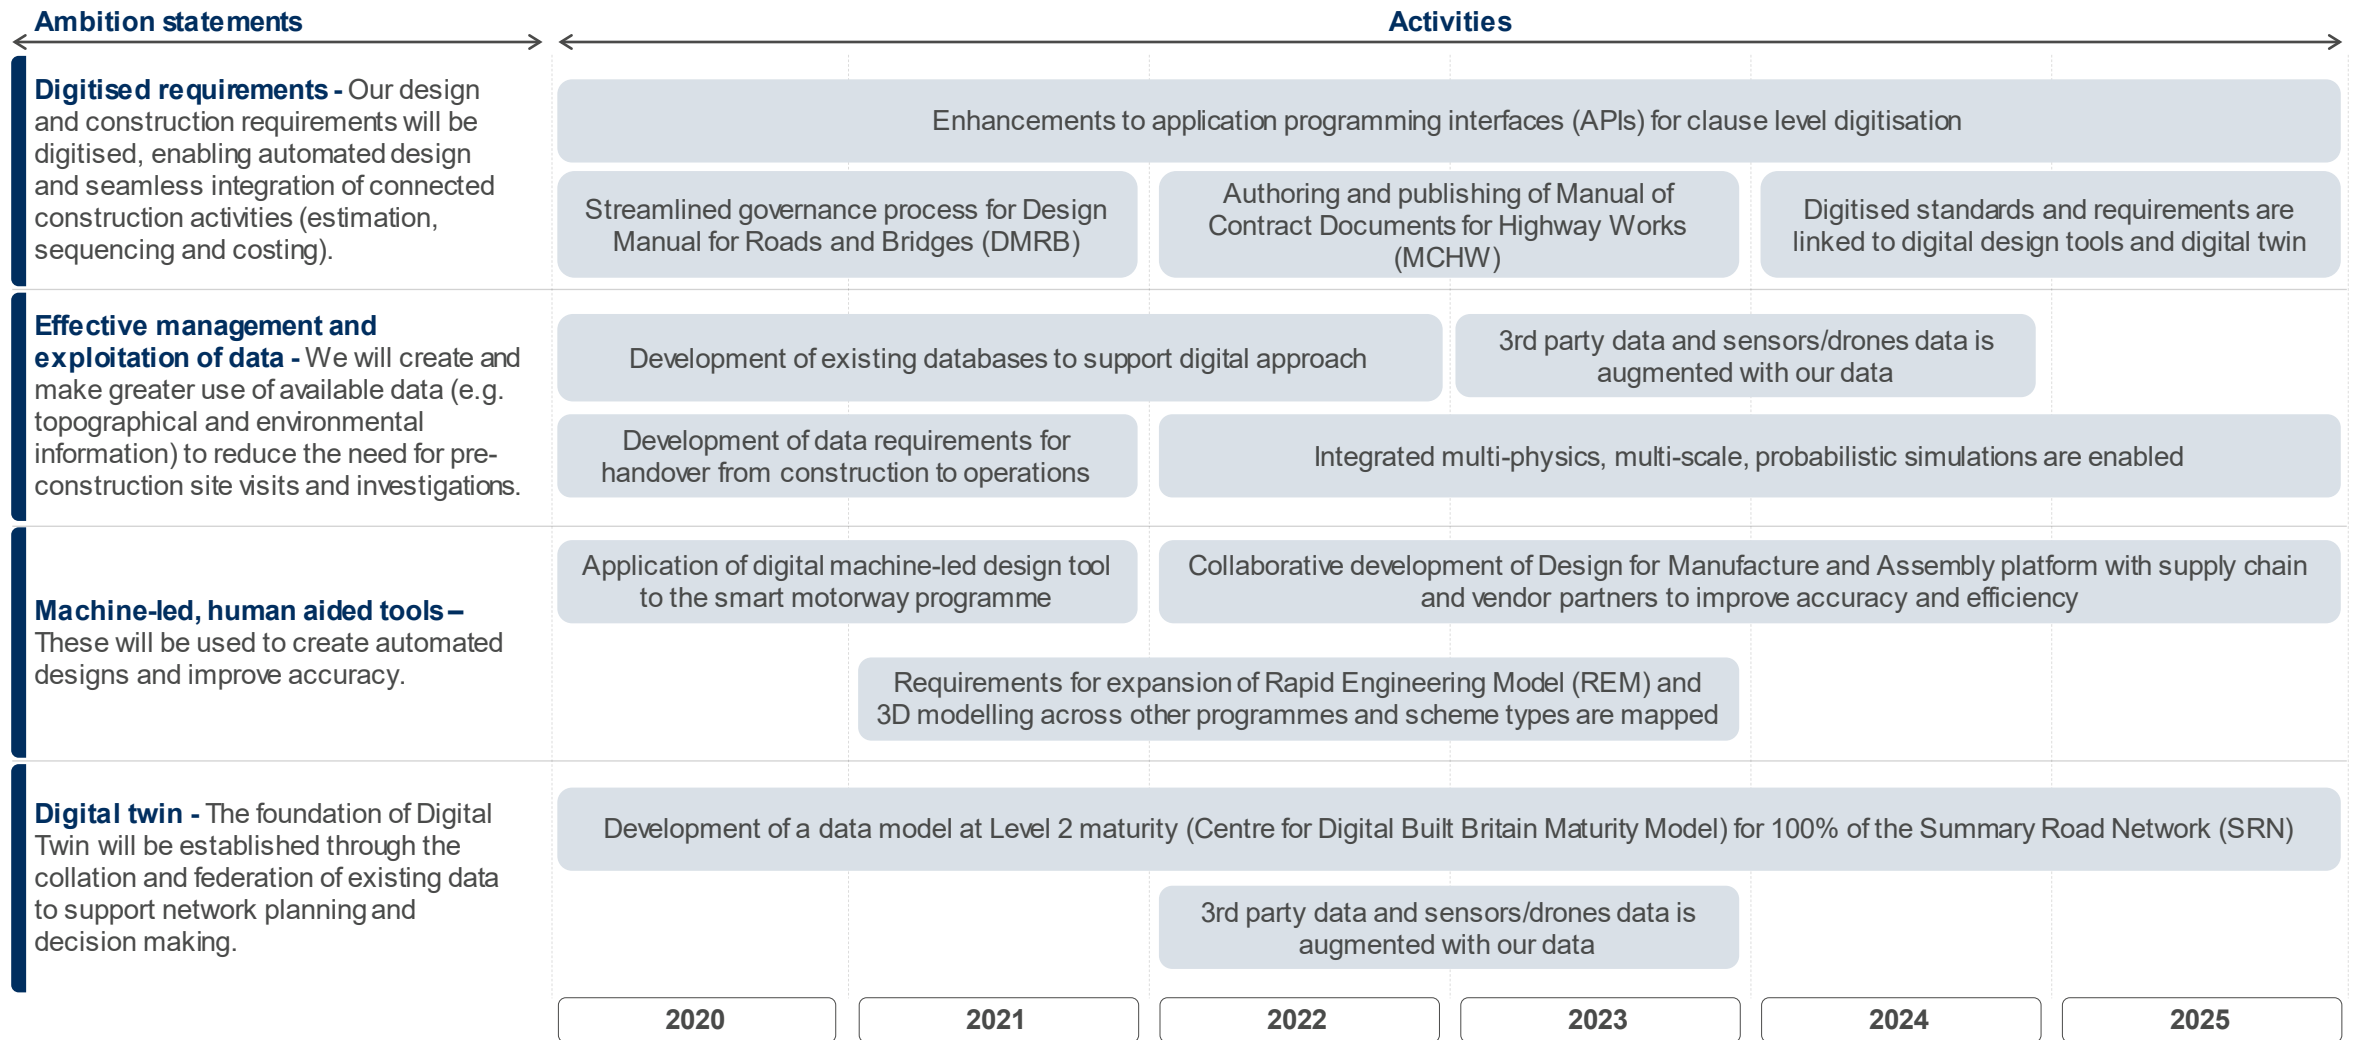 Ambition statements
Activities
Digitised requirements - Our design
and construction requirements will be
digitised, enabling automated design
and seamless integration of connected
construction activities (estimation,
sequencing and costing).
Enhancements to application programming interfaces (APIs) for clause level digitisation
Streamlined governance process for Design
Manual for Roads and Bridges (DMRB)
Authoring and publishing of Manual of
Contract Documents for Highway Works
(MCHW)
Digitised standards and requirements are
linked to digital design tools and digital twin
Effective management and
exploitation of data - We will create and
make greater use of available data (e.g.
topographical and environmental
information) to reduce the need for pre-
construction site visits and investigations.
Development of existing databases to support digital approach
3rd party data and sensors/drones data is
augmented with our data
Development of data requirements for
handover from construction to operations
Integrated multi-physics, multi-scale, probabilistic simulations are enabled
Machine-led, human aided tools –
These will be used to create automated
designs and improve accuracy.
Application of digital machine-led design tool
to the smart motorway programme
Collaborative development of Design for Manufacture and Assembly platform with supply chain
and vendor partners to improve accuracy and efficiency
Requirements for expansion of Rapid Engineering Model (REM) and
3D modelling across other programmes and scheme types are mapped
Digital twin - The foundation of Digital
Twin will be established through the
collation and federation of existing data
to support network planning and
decision making.
Development of a data model at Level 2 maturity (Centre for Digital Built Britain Maturity Model) for 100% of the Summary Road Network (SRN)
3rd party data and sensors/drones data is
augmented with our data
2020
2021
2022
2023
2024
2025